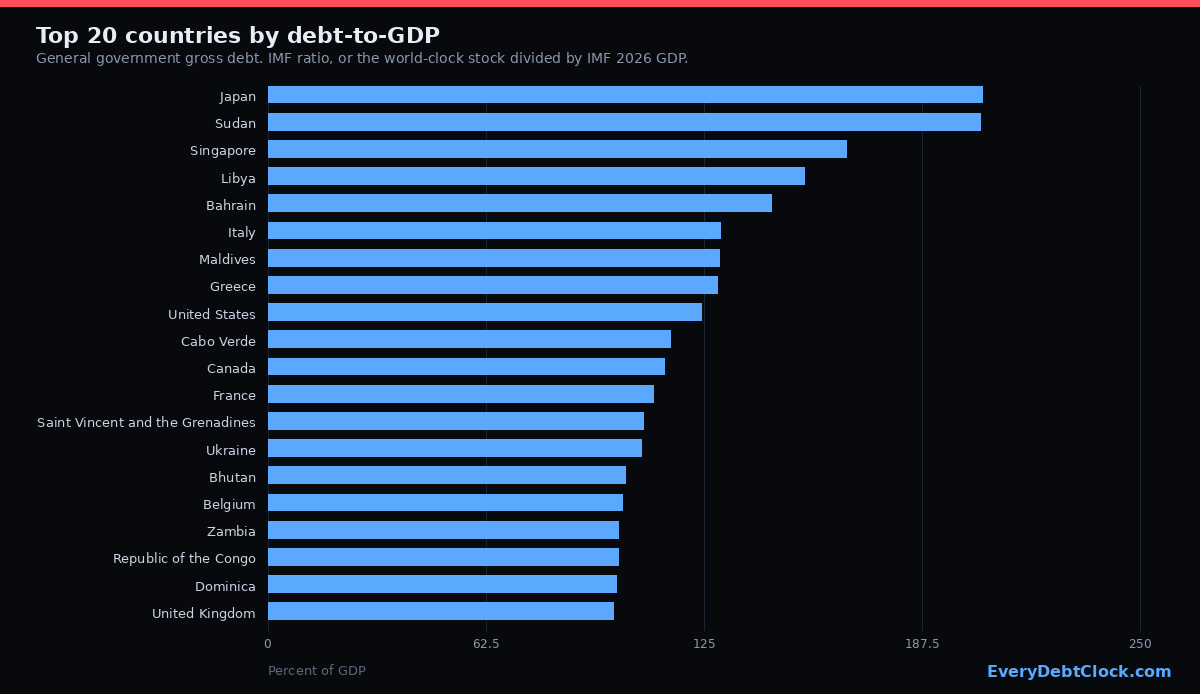 Top 20 countries by debt-to-GDP
General government gross debt. IMF ratio, or the world-clock stock divided by IMF 2026 GDP.
Japan
Sudan
Singapore
Libya
Bahrain
Italy
Maldives
Greece
United States
Cabo Verde
Canada
France
Saint Vincent and the Grenadines
Ukraine
Bhutan
Belgium
Zambia
Republic of the Congo
Dominica
United Kingdom
0 62.5 125 187.5 250
Percent of GDP
EveryDebtClock.com